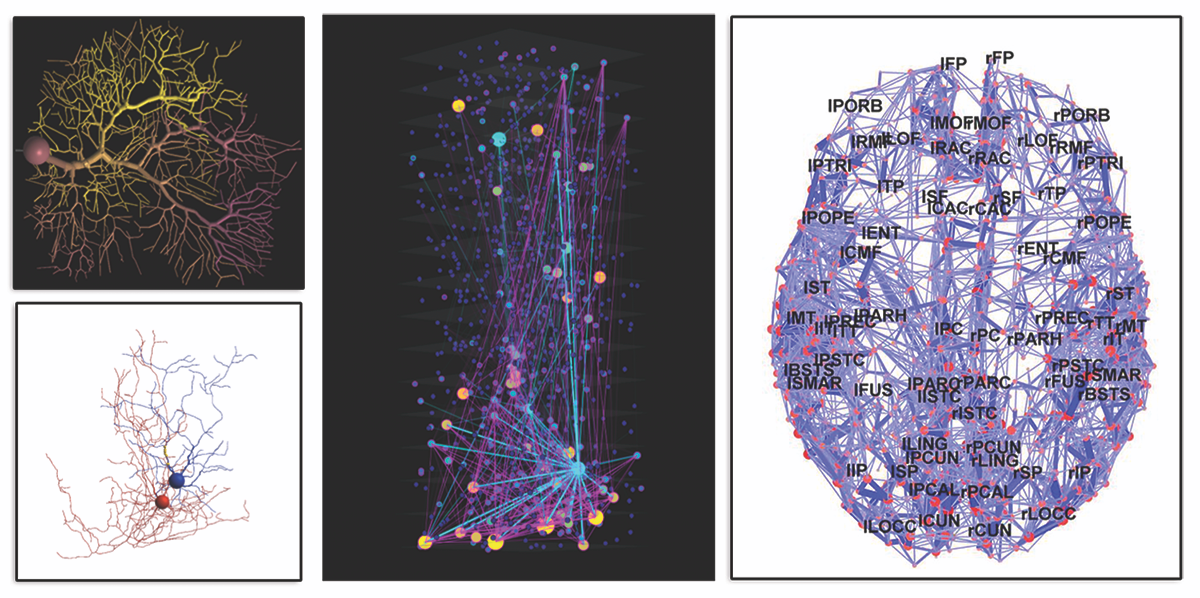 lFP rFP
lPORB rPORB
lMOF rMOF
lRMF lLOF rLOF rRMF
lRAC rRAC
lPTRI rPTRI
lTP rTP
lSF rSF
lCAC rCAC
lPOPE rPOPE
lENT rENT
lCMF rCMF
lST rST
lMT lPREC lPARH rPREC rTT rMT
lPC rPC rPARH rIT
lPSTC rPSTC
lBSTS rSMAR
lSMAR lFUS lPARC rPARC rFUS
lISTC rBSTS
rISTC
lLING rPCUN
lPCUN rLING
lIP lSP rSP rIP
lPCAL rPCAL
lLOCC lCUN rCUN rLOCC